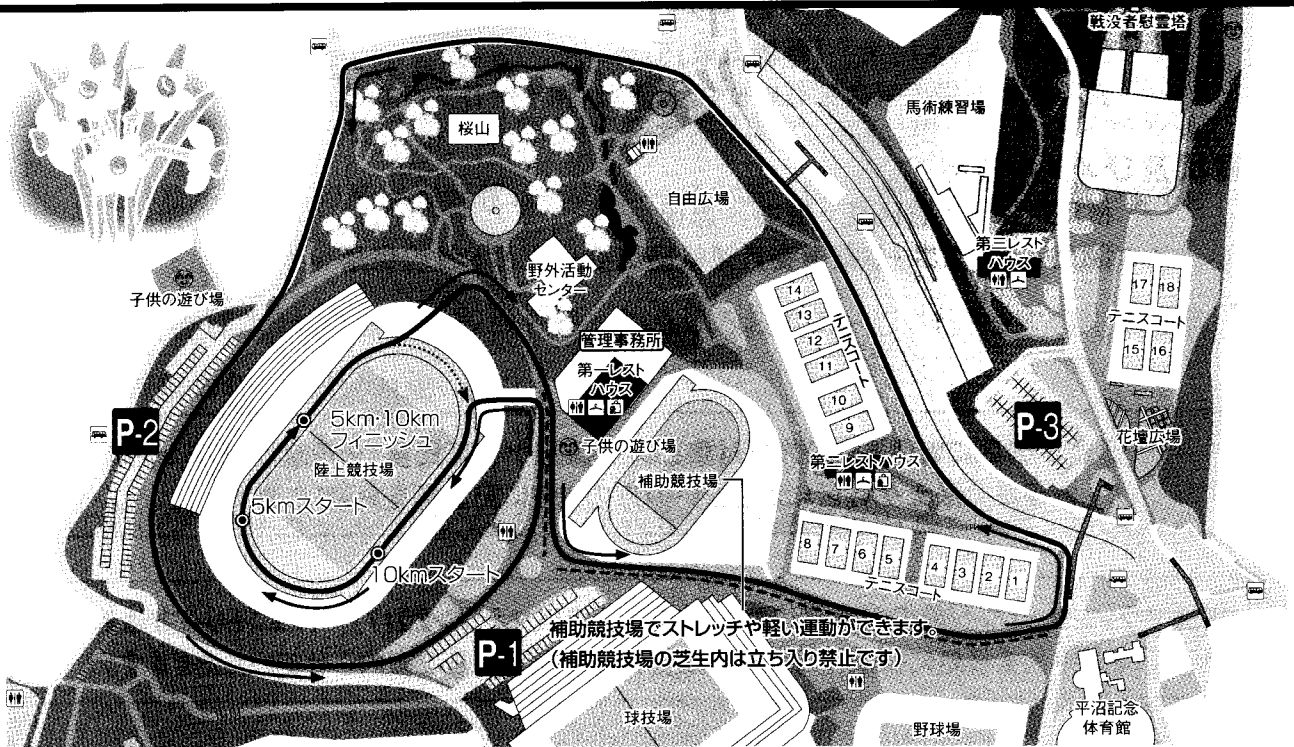 戦没者慰霊塔
馬術練習場
桜山
自由広場
第三レスト
ハウス
野外活動
センター
子供の遊び場
14
13
12
11
10
9
テニスコート
17
18
テニスコート
15
16
管理事務所
第一レスト
ハウス
P-2
5km・10km
フィニッシュ
陸上競技場
子供の遊び場
補助競技場
P-3
花壇広場
第二レストハウス
5kmスタート
10kmスタート
8
7
6
5
4
3
2
1
テニスコート
補助競技場でストレッチや軽い運動ができます。
(補助競技場の芝生内は立ち入り禁止です)
P-1
球技場
野球場
平沼記念
体育館